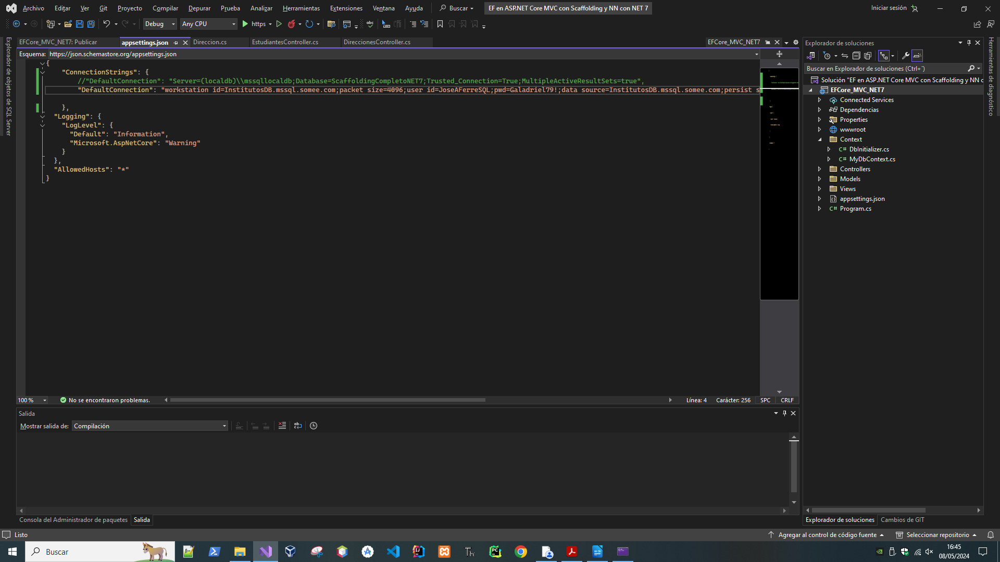 Archivo Editar Ver Git Proyecto Compilar Depurar Prueba Analizar Herramientas Extensiones Ventana Ayuda Buscar EF en ASP.NET Core MVC con Scaffolding y NN con NET 7 Iniciar sesión
Debug Any CPU https
Explorador de objetos de SQL Server
EFCore_MVC_NET7: Publicar appsettings.json Direccion.cs EstudiantesController.cs DireccionesController.cs EFCore_MVC_NET7
Esquema: https://json.schemastore.org/appsettings.json
{
"ConnectionStrings": {
//"DefaultConnection": "Server=(localdb)\\mssqllocaldb;Database=ScaffoldingCompletoNET7;Trusted_Connection=True;MultipleActiveResultSets=true",
"DefaultConnection": "workstation id=InstitutosDB.mssql.somee.com;packet size=4096;user id=JoseAFerreSQL;pwd=Galadriel79!;data source=InstitutosDB.mssql.somee.com;persist s
},
"Logging": {
"LogLevel": {
"Default": "Information",
"Microsoft.AspNetCore": "Warning"
}
},
"AllowedHosts": "*"
}
100 % No se encontraron problemas. Línea: 4 Carácter: 256 SPC CRLF
Salida
Mostrar salida de: Compilación
Consola del Administrador de paquetes Salida
Explorador de soluciones
Buscar en Explorador de soluciones (Ctrl+`)
Solución "EF en ASP.NET Core MVC con Scaffolding y NN c
EFCore_MVC_NET7
Connected Services
Dependencias
Properties
wwwroot
Context
C# DbInitializer.cs
C# MyDbContext.cs
Controllers
Models
Views
appsettings.json
C# Program.cs
Explorador de soluciones Cambios de GIT
Herramientas de diagnóstico
Listo Agregar al control de código fuente Seleccionar repositorio
Buscar
16:45
08/05/2024